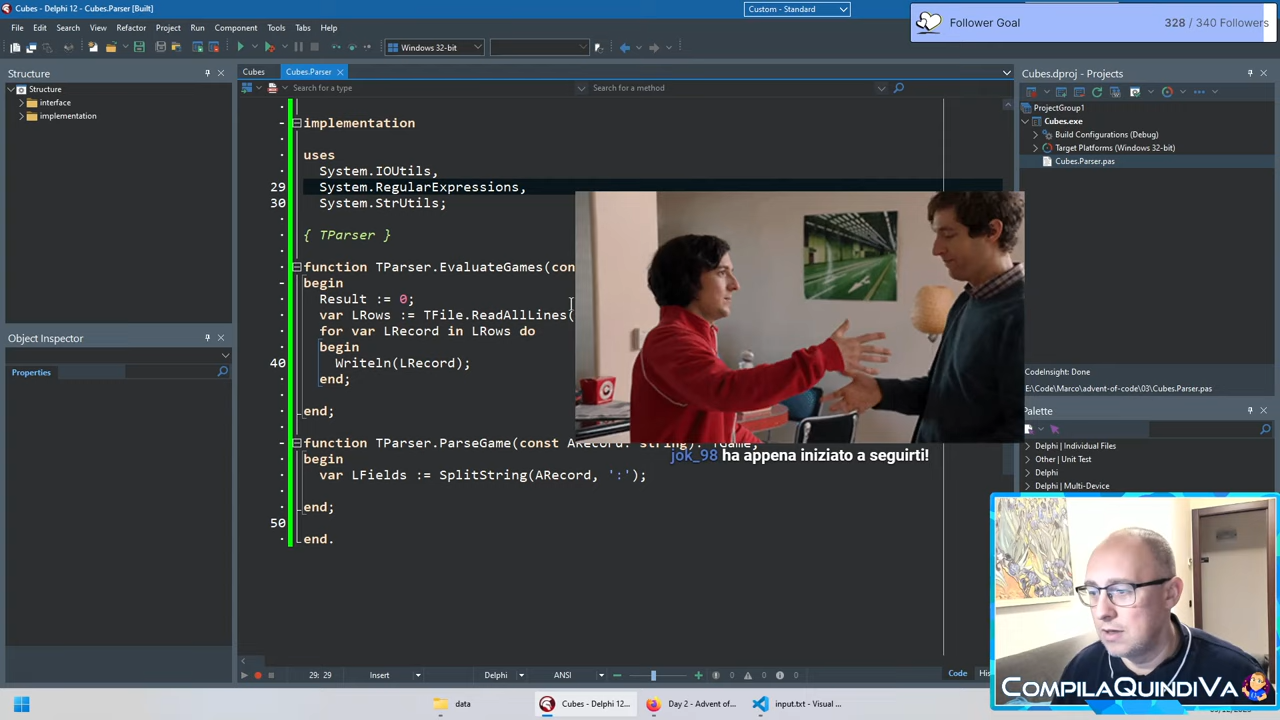 Cubes - Delphi 12 - Cubes.Parser [Built]
Custom - Standard
Follower Goal
328 / 340 Followers
File Edit Search View Refactor Project Run Component Tools Tabs Help
Windows 32-bit
Structure
Structure
interface
implementation
Object Inspector
Properties
Cubes
Cubes.Parser
Search for a type
Search for a method
implementation
uses
System.IOUtils,
29 System.RegularExpressions,
30 System.StrUtils;
{ TParser }
function TParser.EvaluateGames(con
begin
Result := 0;
var LRows := TFile.ReadAllLines(
for var LRecord in LRows do
begin
40 Writeln(LRecord);
end;
end;
function TParser.ParseGame(const ARecord: string): TGame;
begin
var LFields := SplitString(ARecord, ':');
end;
50
end.
jok_98 ha appena iniziato a seguirti!
Cubes.dproj - Projects
ProjectGroup1
Cubes.exe
Build Configurations (Debug)
Target Platforms (Windows 32-bit)
Cubes.Parser.pas
CodeInsight: Done
E:\Code\Marco\advent-of-code\03\Cubes.Parser.pas
Palette
Delphi | Individual Files
Other | Unit Test
Delphi
Delphi | Multi-Device
29: 29
Insert
Delphi
ANSI
0
0
0
Code
His
CompilaQuindiVa
data
Cubes - Delphi 12...
Day 2 - Advent of...
input.txt - Visual ...